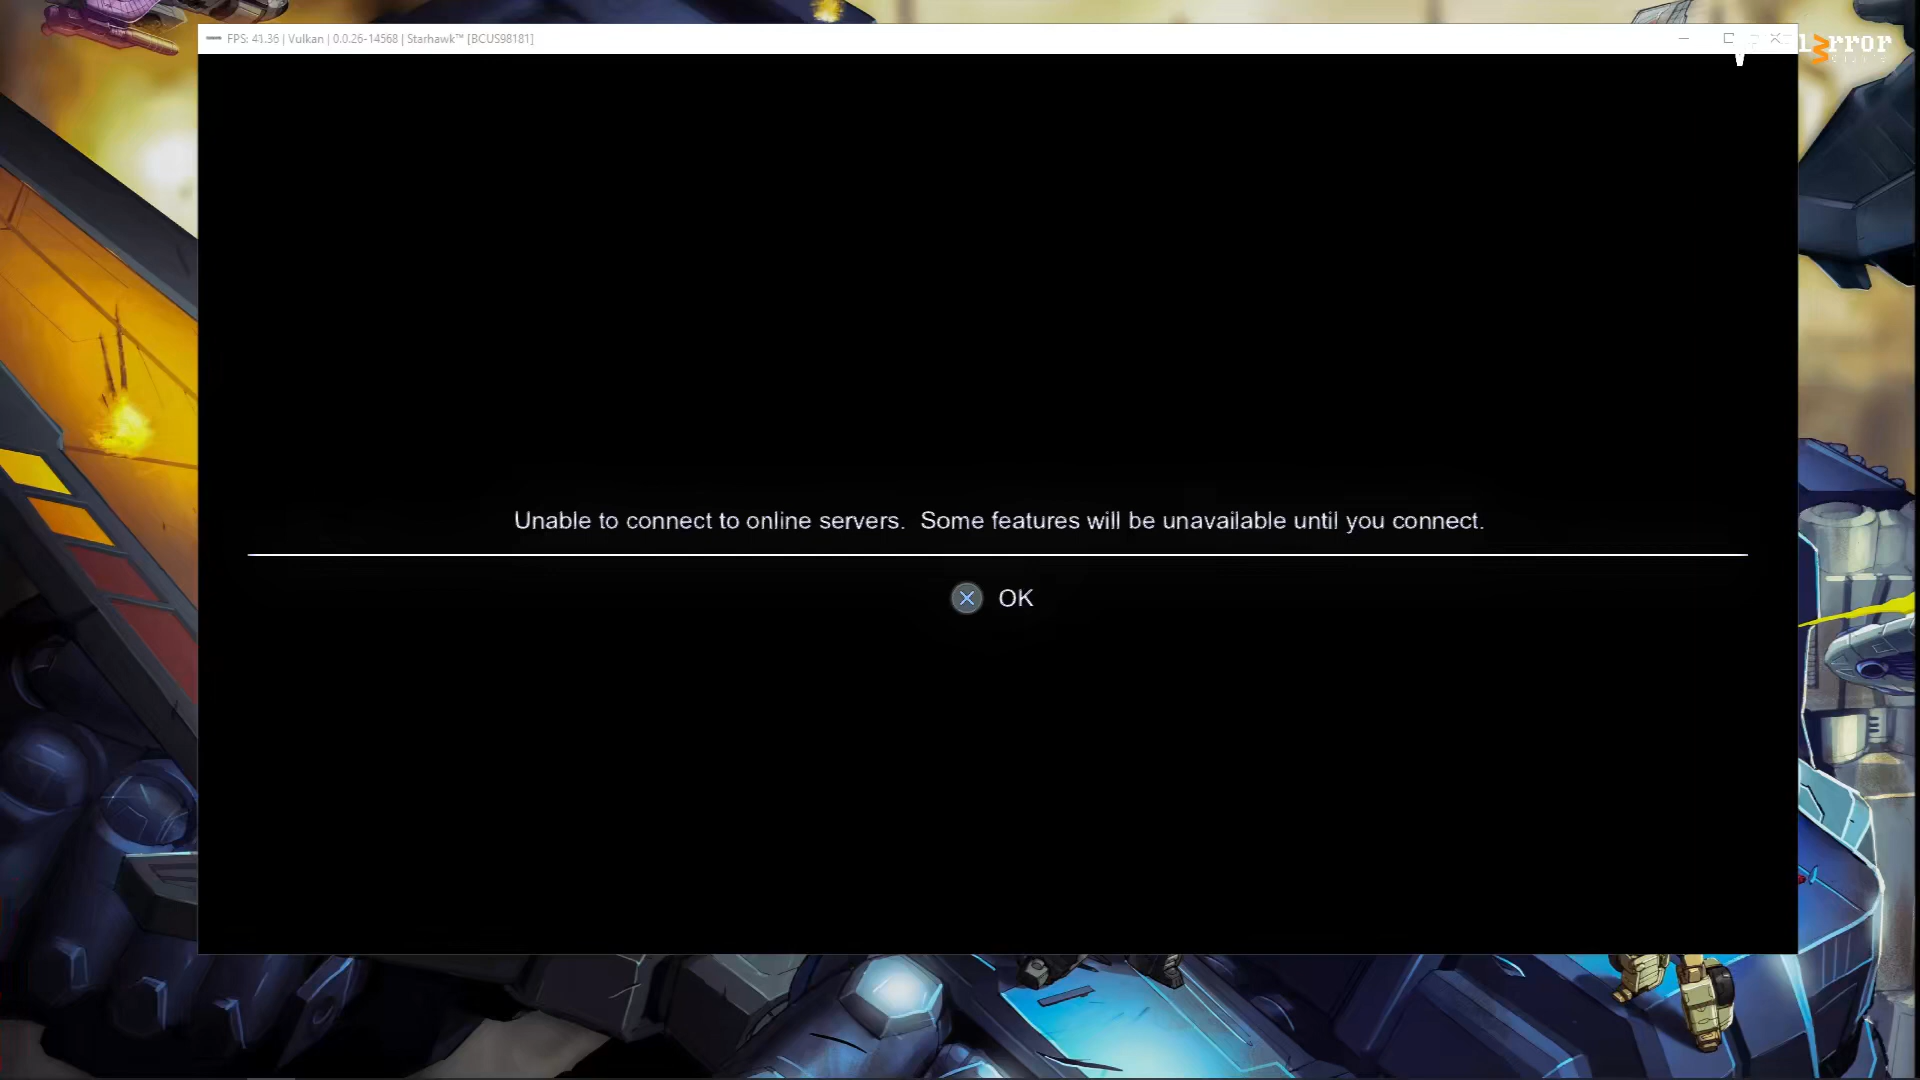 FPS: 41.36 | Vulkan | 0.0.26-14568 | Starhawk™ [BCUS98181]
Unable to connect to online servers.  Some features will be unavailable until you connect.
OK